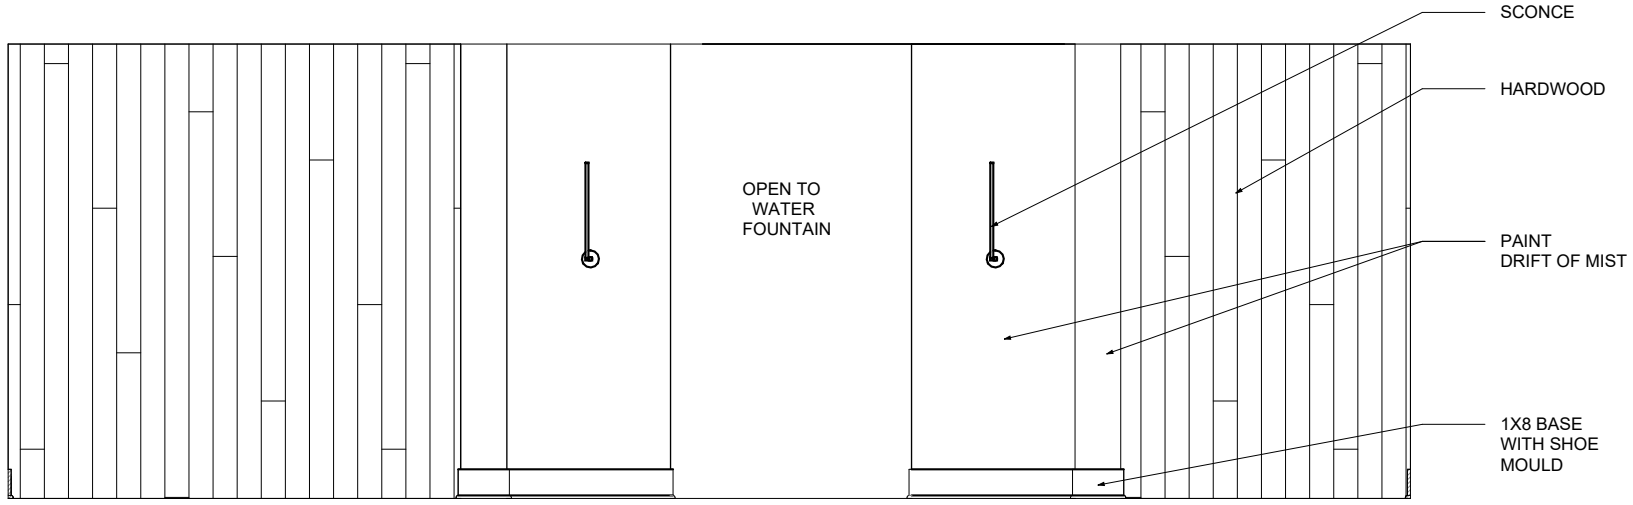 SCONCE
HARDWOOD
OPEN TO
WATER
FOUNTAIN
PAINT
DRIFT OF MIST
1X8 BASE
WITH SHOE
MOULD